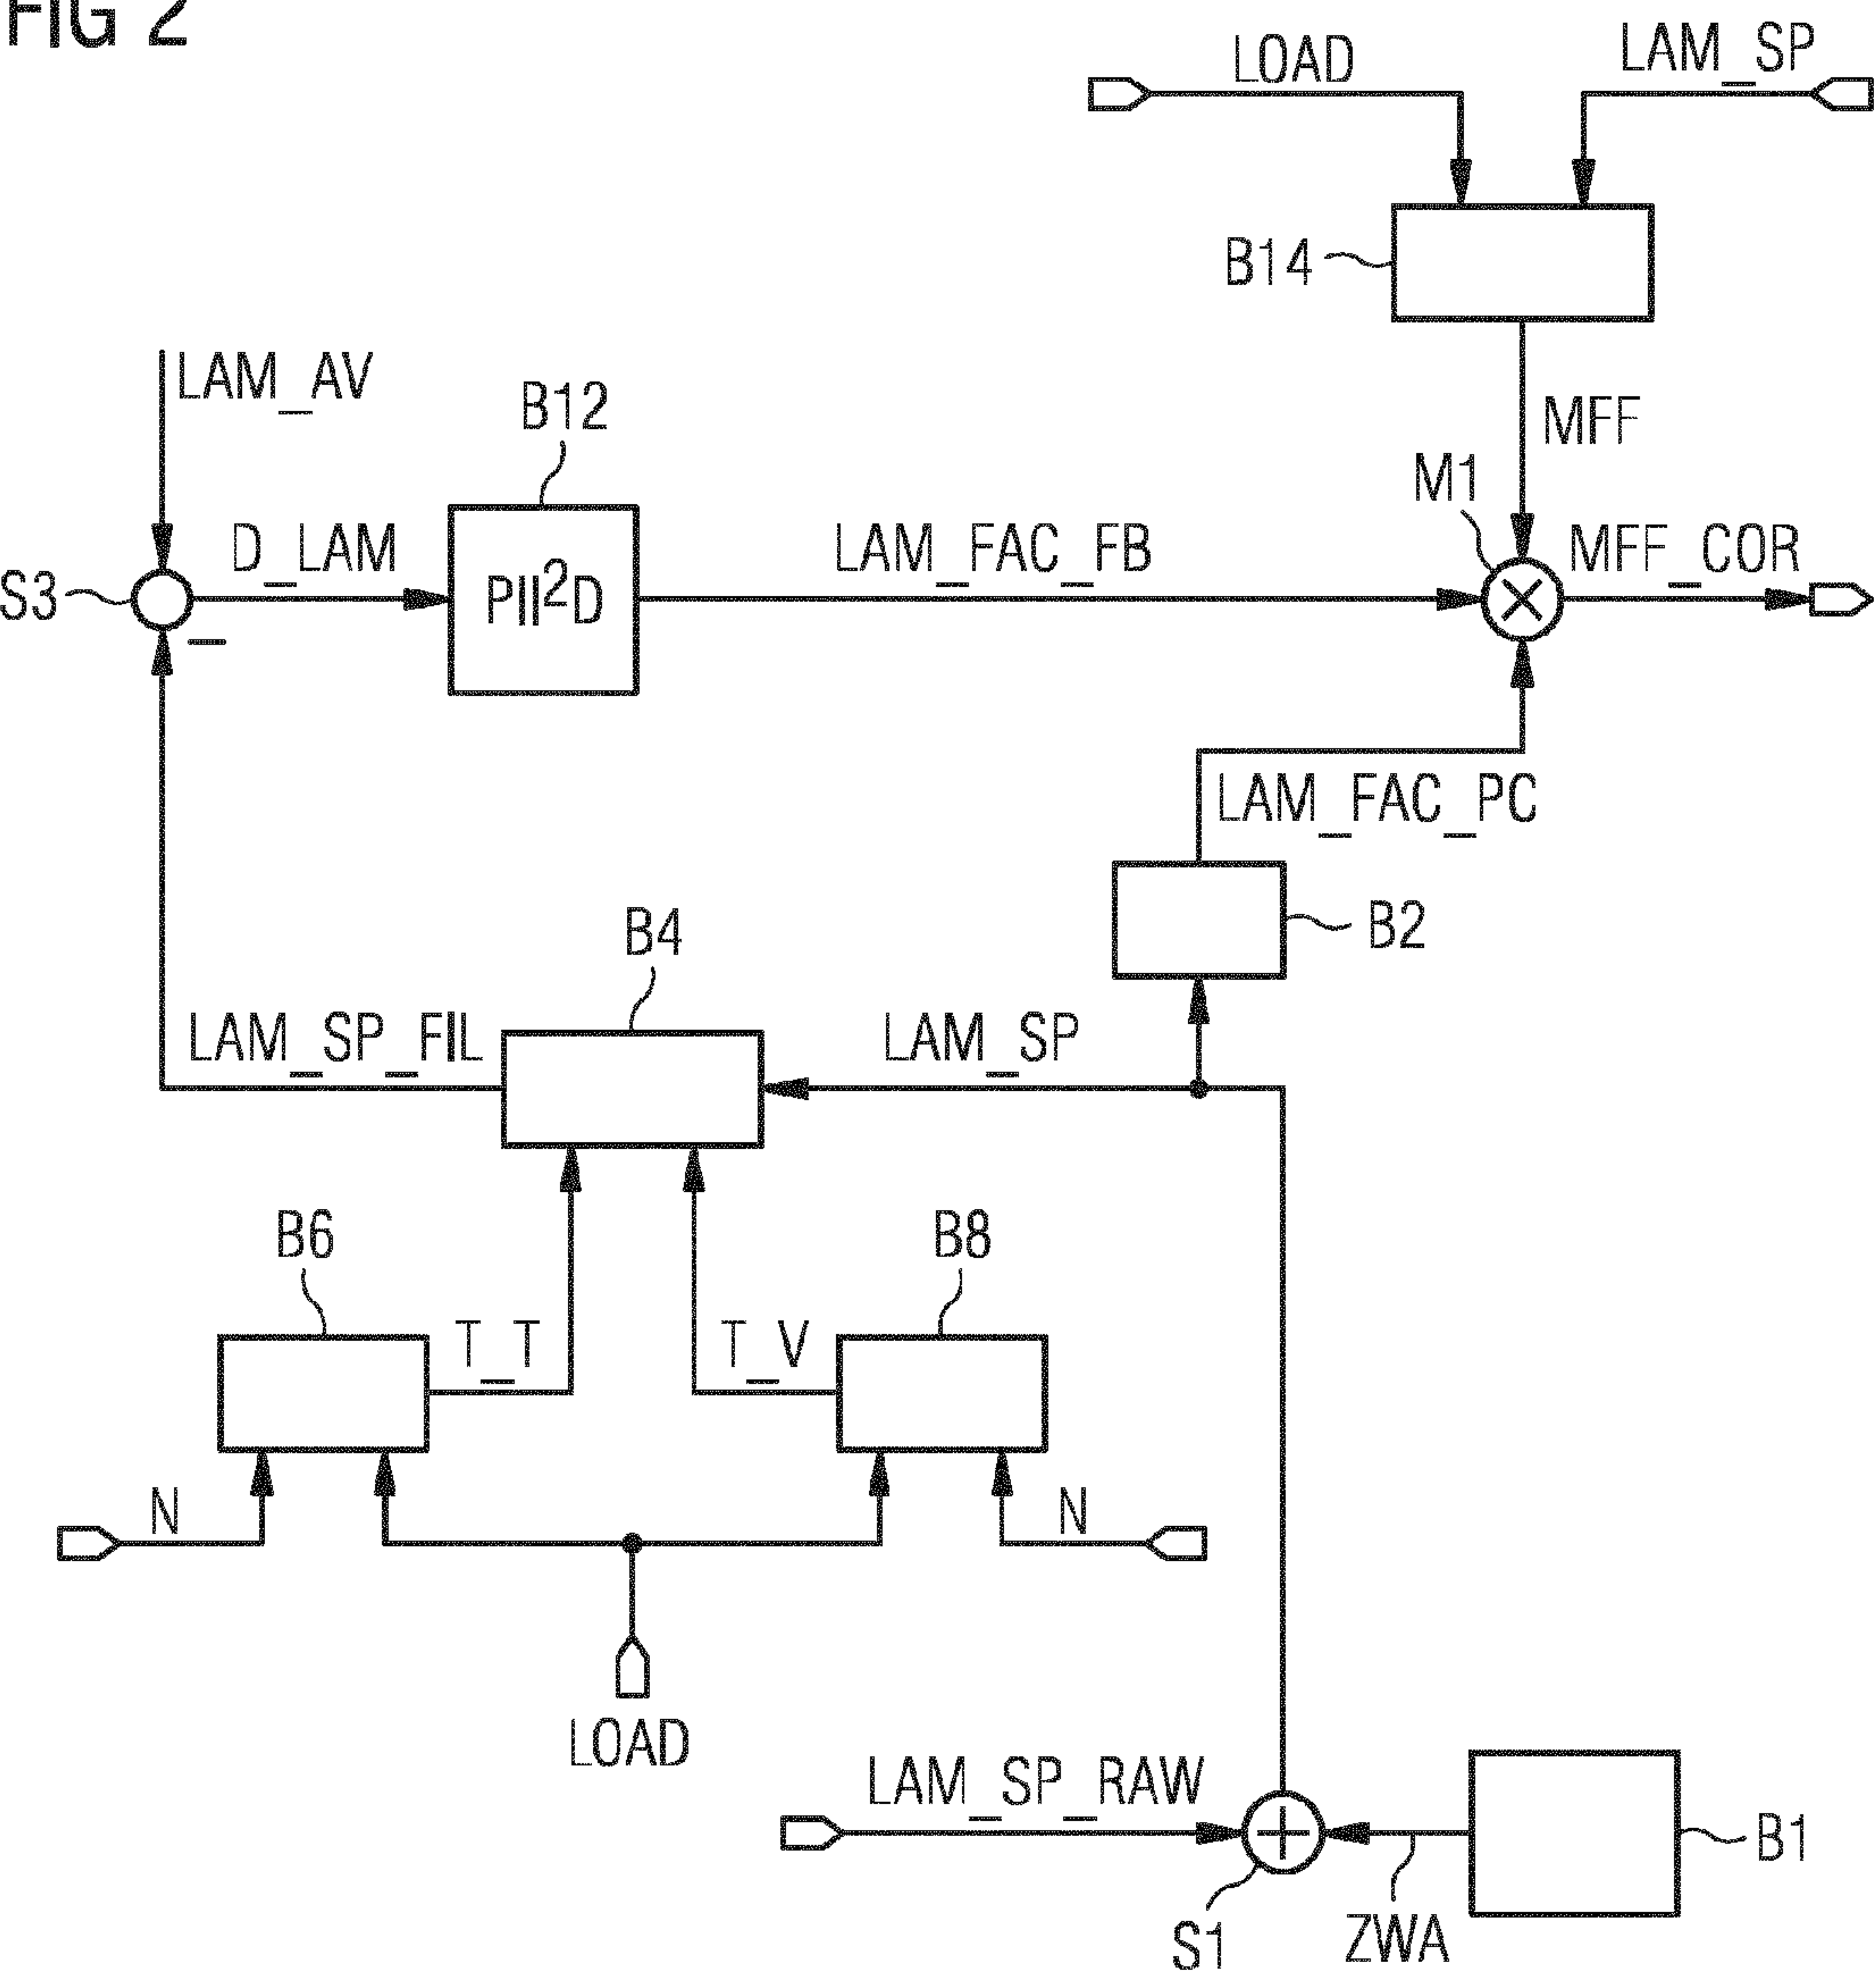 FIG 2
LOAD
LAM_SP
B14
LAM_AV
B12
MFF
M1
D_LAM
LAM_FAC_FB
MFF_COR
S3
PII²D
–
LAM_FAC_PC
B4
B2
LAM_SP_FIL
LAM_SP
B6
B8
T_T
T_V
N
N
LOAD
LAM_SP_RAW
B1
S1
ZWA